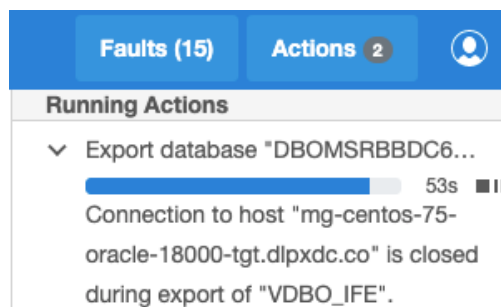 Faults (15) Actions 2
Running Actions
Export database "DBOMSRBBDC6...
53s
Connection to host "mg-centos-75-
oracle-18000-tgt.dlpxdc.co" is closed
during export of "VDBO_IFE".